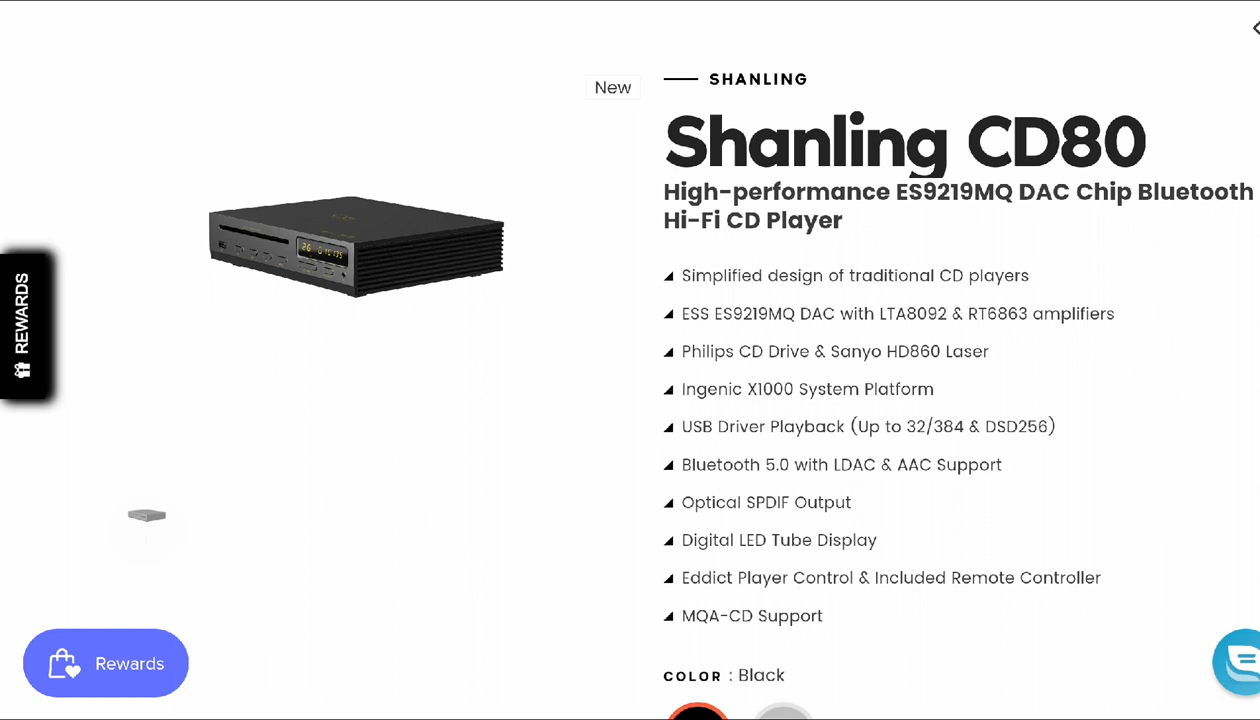 New
SHANLING
Shanling CD80
High-performance ES9219MQ DAC Chip Bluetooth
Hi-Fi CD Player
Simplified design of traditional CD players
ESS ES9219MQ DAC with LTA8092 & RT6863 amplifiers
Philips CD Drive & Sanyo HD860 Laser
Ingenic X1000 System Platform
USB Driver Playback (Up to 32/384 & DSD256)
Bluetooth 5.0 with LDAC & AAC Support
Optical SPDIF Output
Digital LED Tube Display
Eddict Player Control & Included Remote Controller
MQA-CD Support
COLOR : Black
REWARDS
Rewards